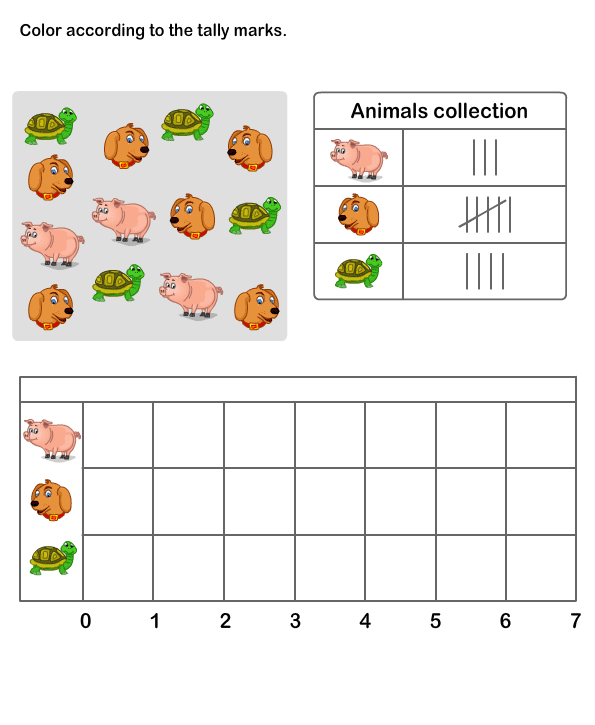 Color according to the tally marks.
Animals collection
0 1 2 3 4 5 6 7